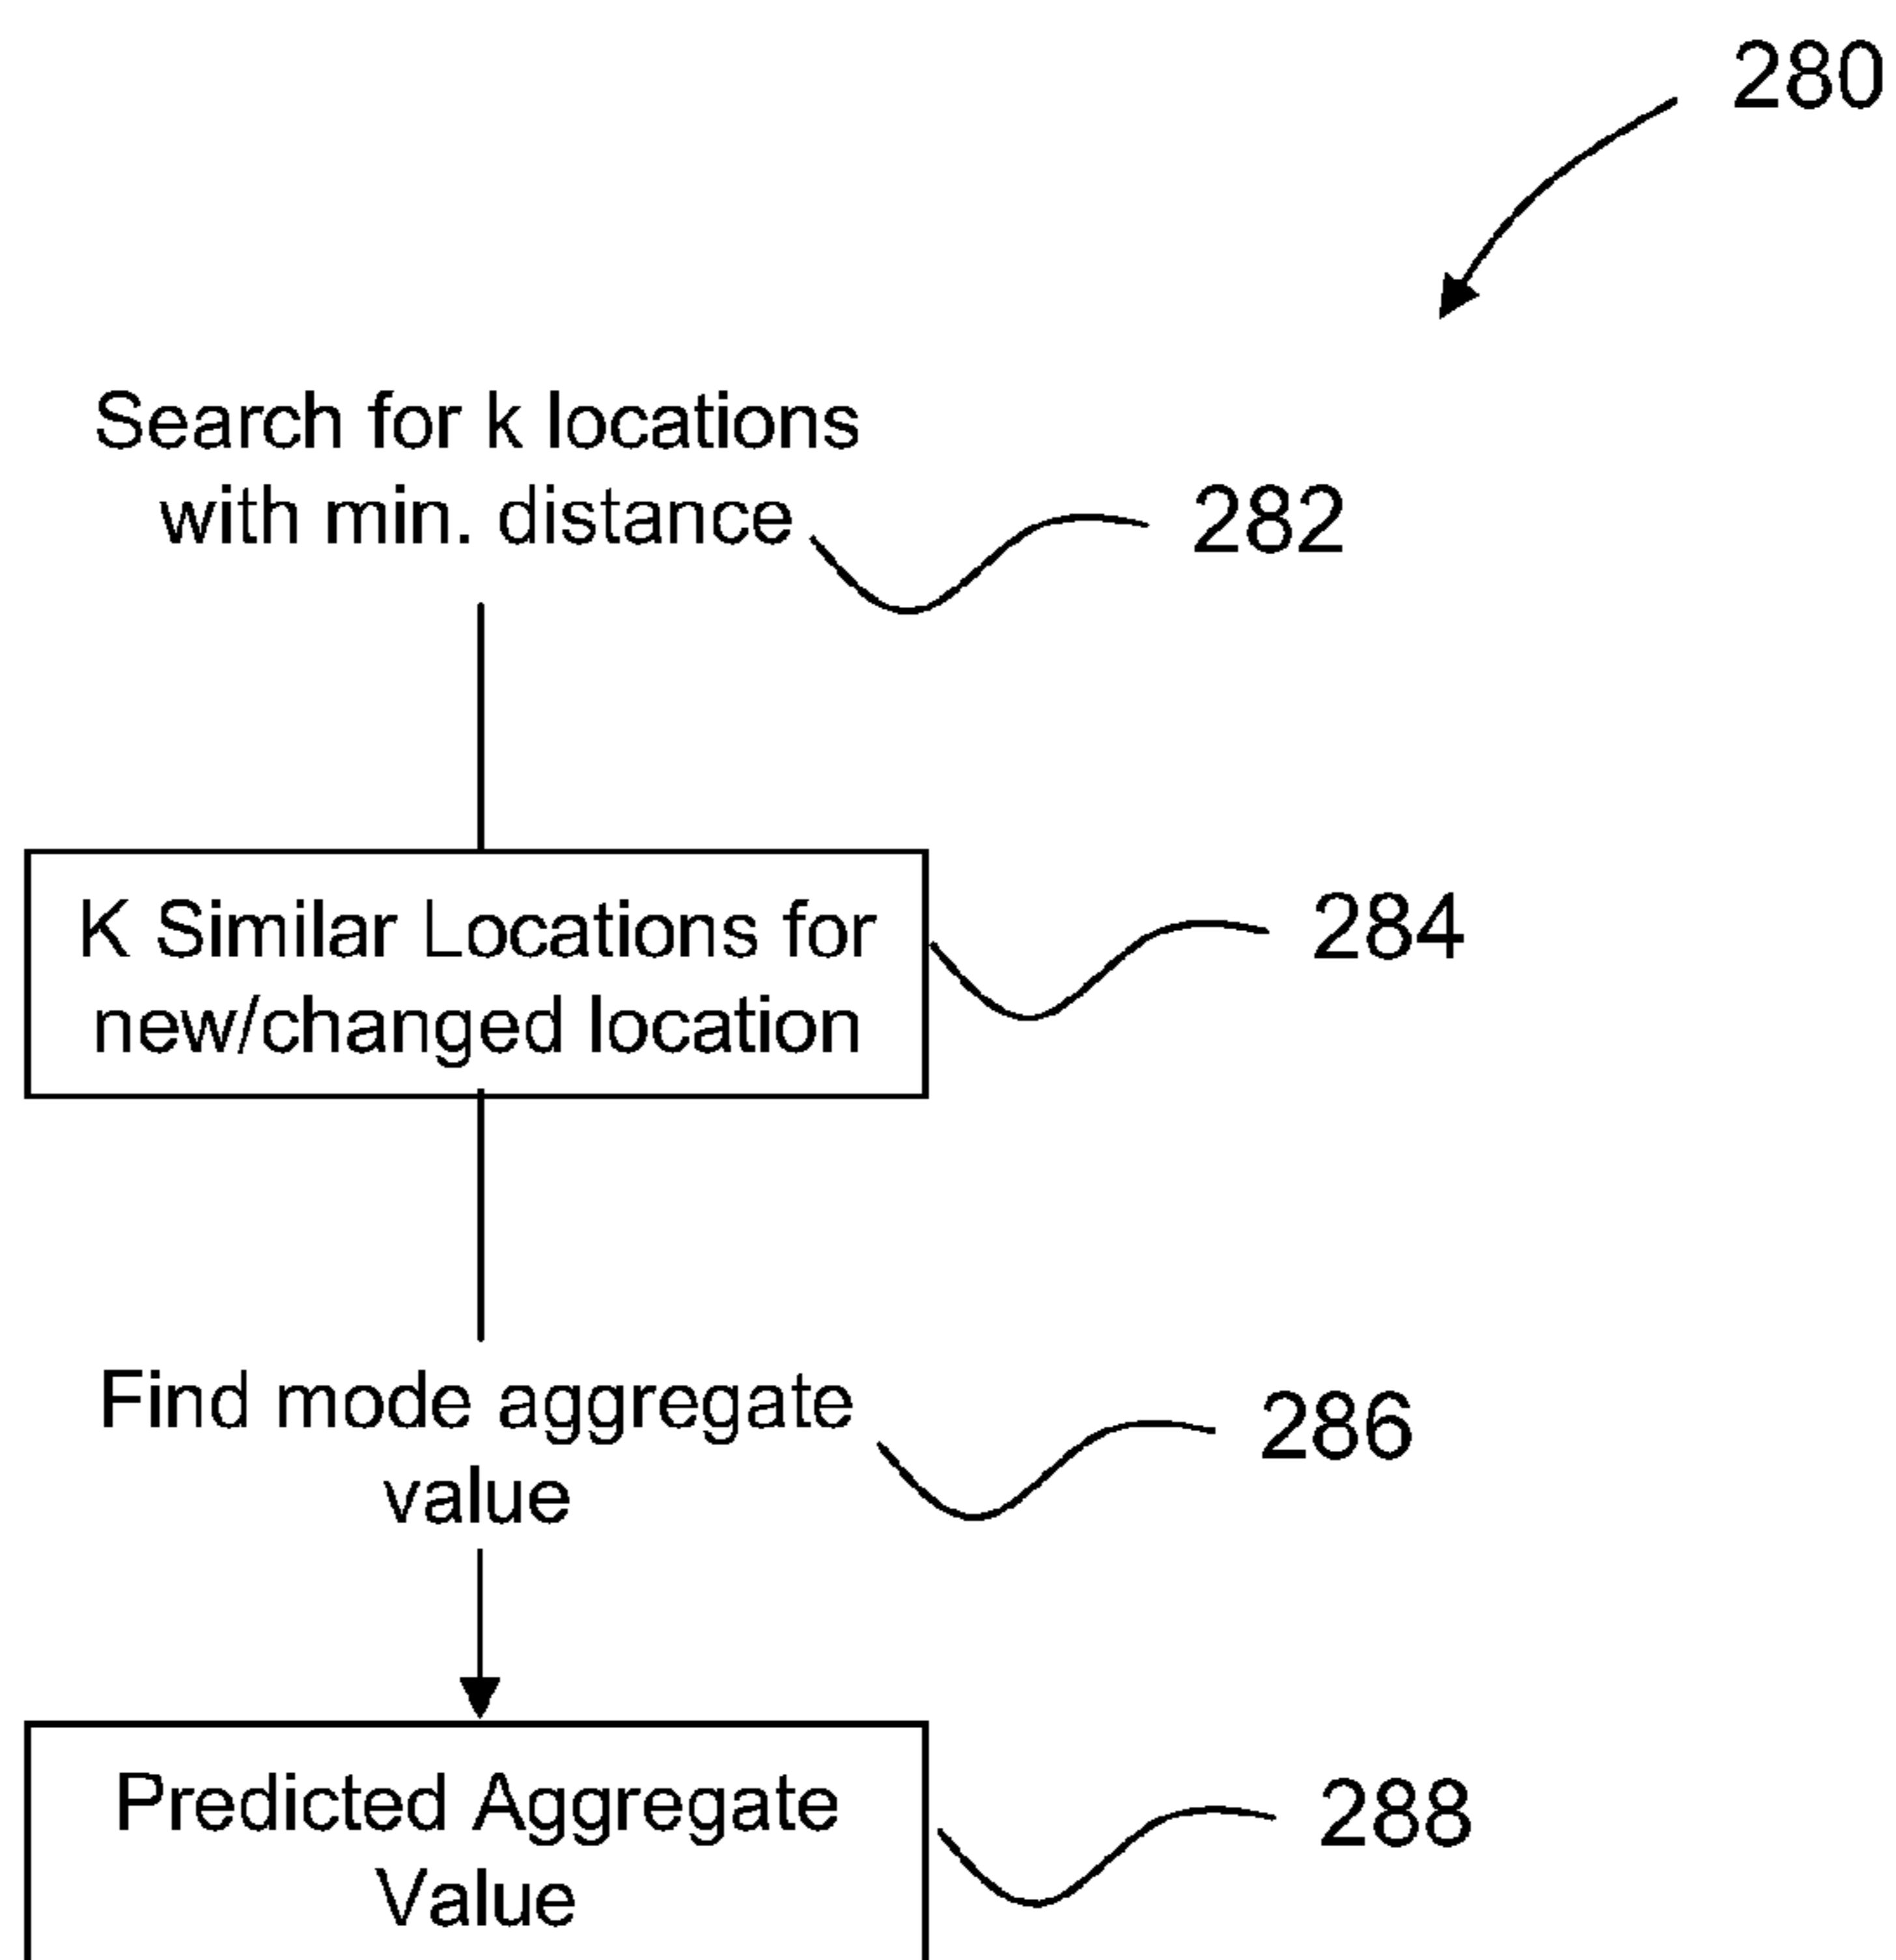 280
Search for k locations
with min. distance
282
K Similar Locations for
new/changed location
284
Find mode aggregate
value
286
Predicted Aggregate
Value
288